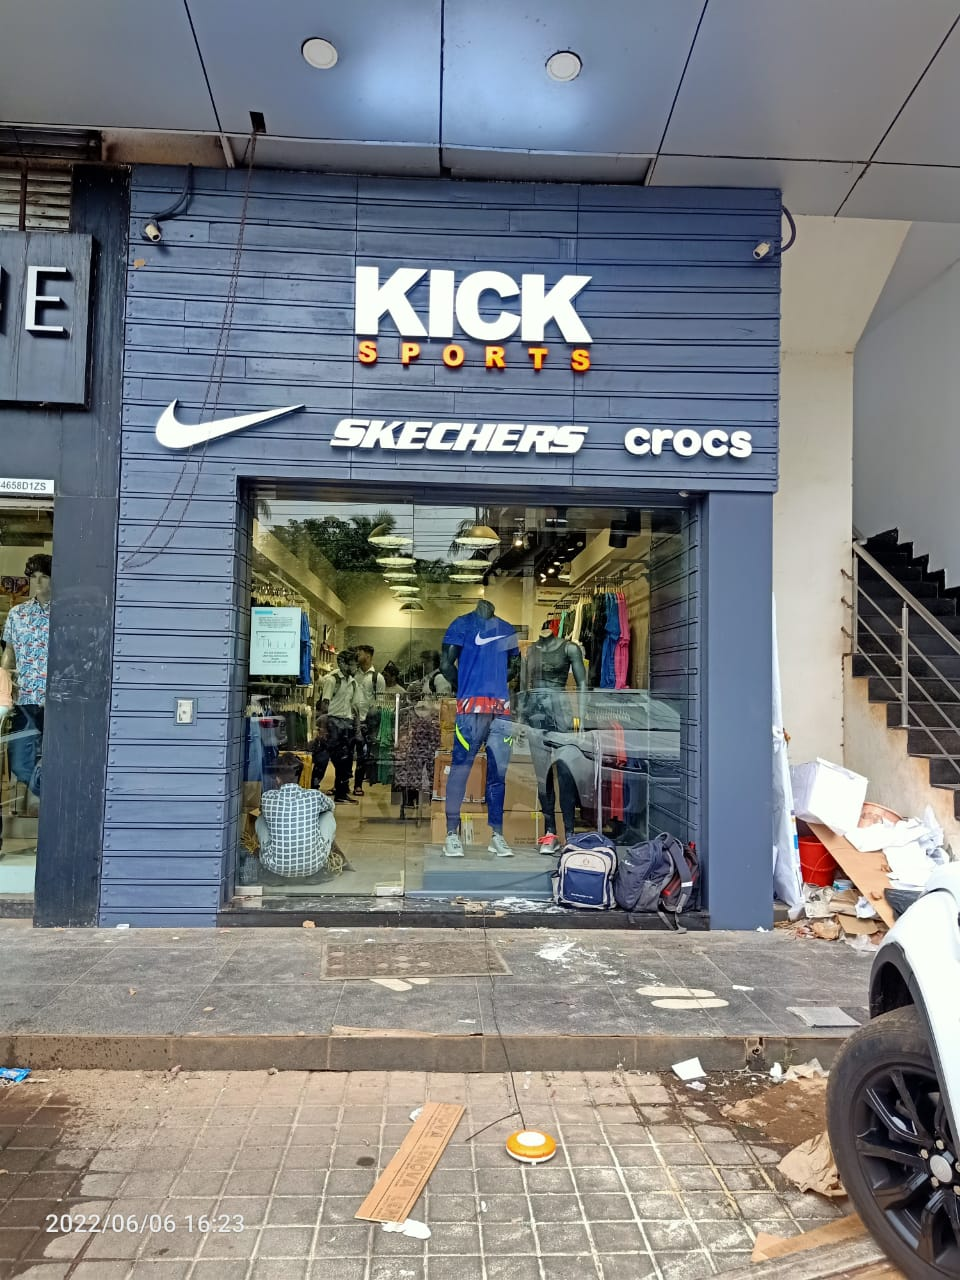 KICK
SPORTS
E
SKECHERS
crocs
4658D1ZS
2022/06/06 16:23